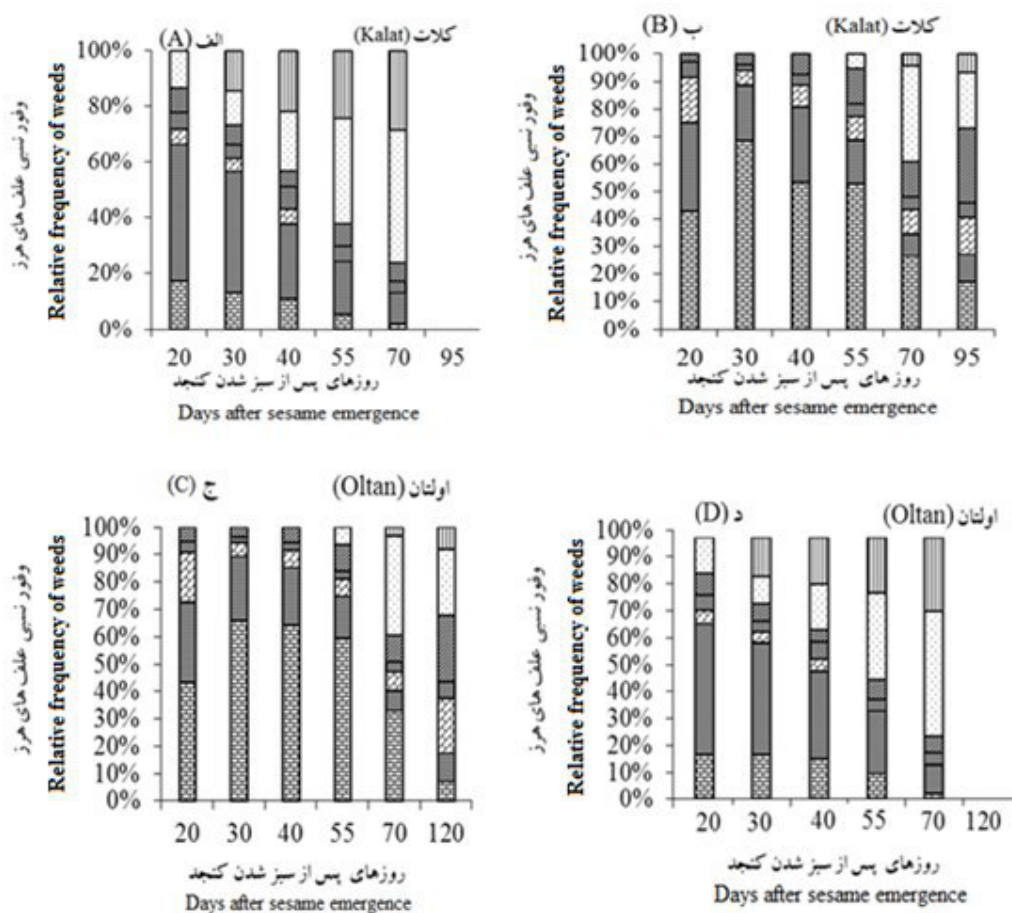 (A) الف
کلات (Kalat)
وفور نسبی علف های هرز
Relative frequency of weeds
100%
80%
60%
40%
20%
0%
20 30 40 55 70 95
روزهای پس از سبز شدن کنجد
Days after sesame emergence
(B) ب
کلات (Kalat)
وفور نسبی علف های هرز
Relative frequency of weeds
100%
90%
80%
70%
60%
50%
40%
30%
20%
10%
0%
20 30 40 55 70 95
روزهای پس از سبز شدن کنجد
Days after sesame emergence
(C) ج
اولتان (Oltan)
وفور نسبی علف های هرز
Relative frequency of weeds
100%
90%
80%
70%
60%
50%
40%
30%
20%
10%
0%
20 30 40 55 70 120
روزهای پس از سبز شدن کنجد
Days after sesame emergence
(D) د
اولتان (Oltan)
وفور نسبی علف های هرز
Relative frequency of weeds
100%
90%
80%
70%
60%
50%
40%
30%
20%
10%
0%
20 30 40 55 70 120
روزهای پس از سبز شدن کنجد
Days after sesame emergence